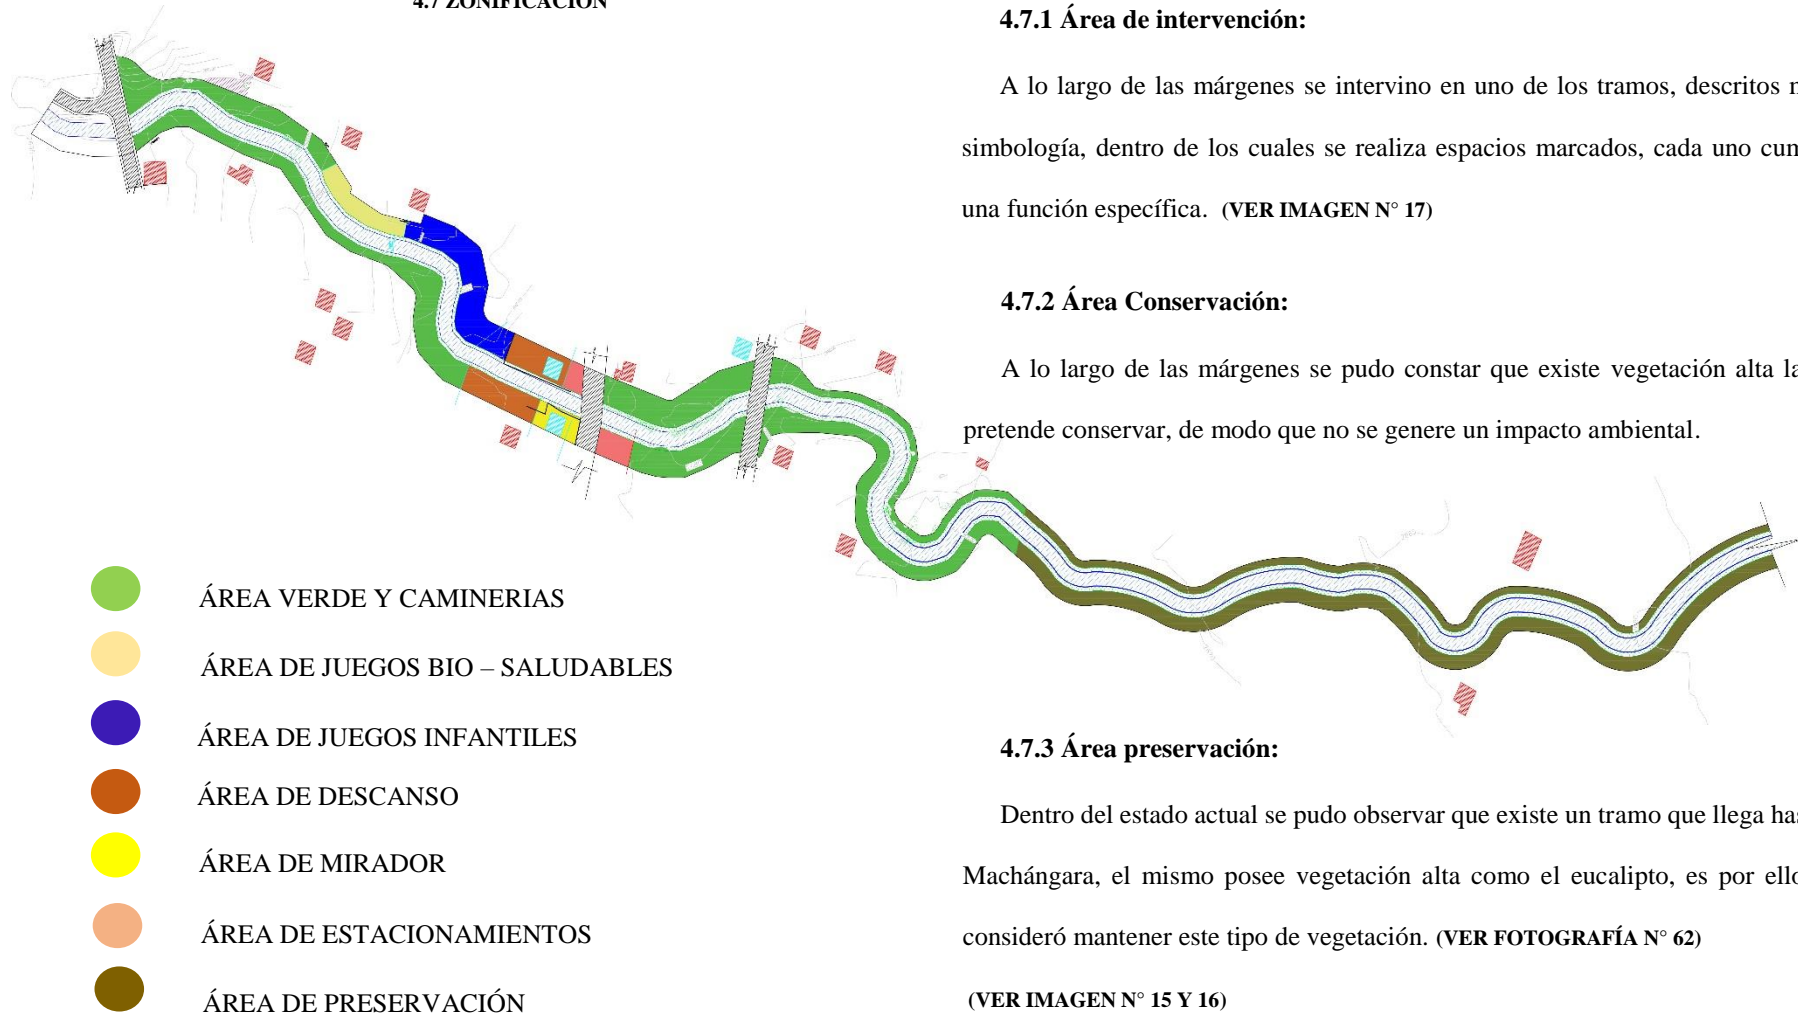 4.7 ZONIFICACIÓN
ÁREA VERDE Y CAMINERIAS
ÁREA DE JUEGOS BIO – SALUDABLES
ÁREA DE JUEGOS INFANTILES
ÁREA DE DESCANSO
ÁREA DE MIRADOR
ÁREA DE ESTACIONAMIENTOS
ÁREA DE PRESERVACIÓN
4.7.1 Área de intervención:
A lo largo de las márgenes se intervino en uno de los tramos, descritos
simbología, dentro de los cuales se realiza espacios marcados, cada uno
una función específica. (VER IMAGEN N° 17)
4.7.2 Área Conservación:
A lo largo de las márgenes se pudo constar que existe vegetación alta la
pretende conservar, de modo que no se genere un impacto ambiental.
4.7.3 Área preservación:
Dentro del estado actual se pudo observar que existe un tramo que llega
Machángara, el mismo posee vegetación alta como el eucalipto, es por ello
consideró mantener este tipo de vegetación. (VER FOTOGRAFÍA N° 62)
(VER IMAGEN N° 15 Y 16)